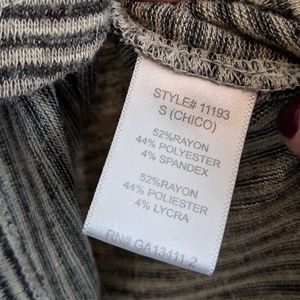 STYLE# 11193
S (CHICO)
52%RAYON
44% POLYESTER
4% SPANDEX
52%RAYON
44% POLIESTER
4% LYCRA
RN# GA13411-2